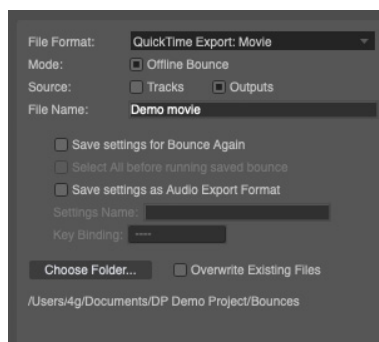 File Format: QuickTime Export: Movie
Mode: Offline Bounce
Source: Tracks Outputs
File Name: Demo movie
Save settings for Bounce Again
Select All before running saved bounce
Save settings as Audio Export Format
Settings Name:
Key Binding: ----
Choose Folder... Overwrite Existing Files
/Users/4g/Documents/DP Demo Project/Bounces